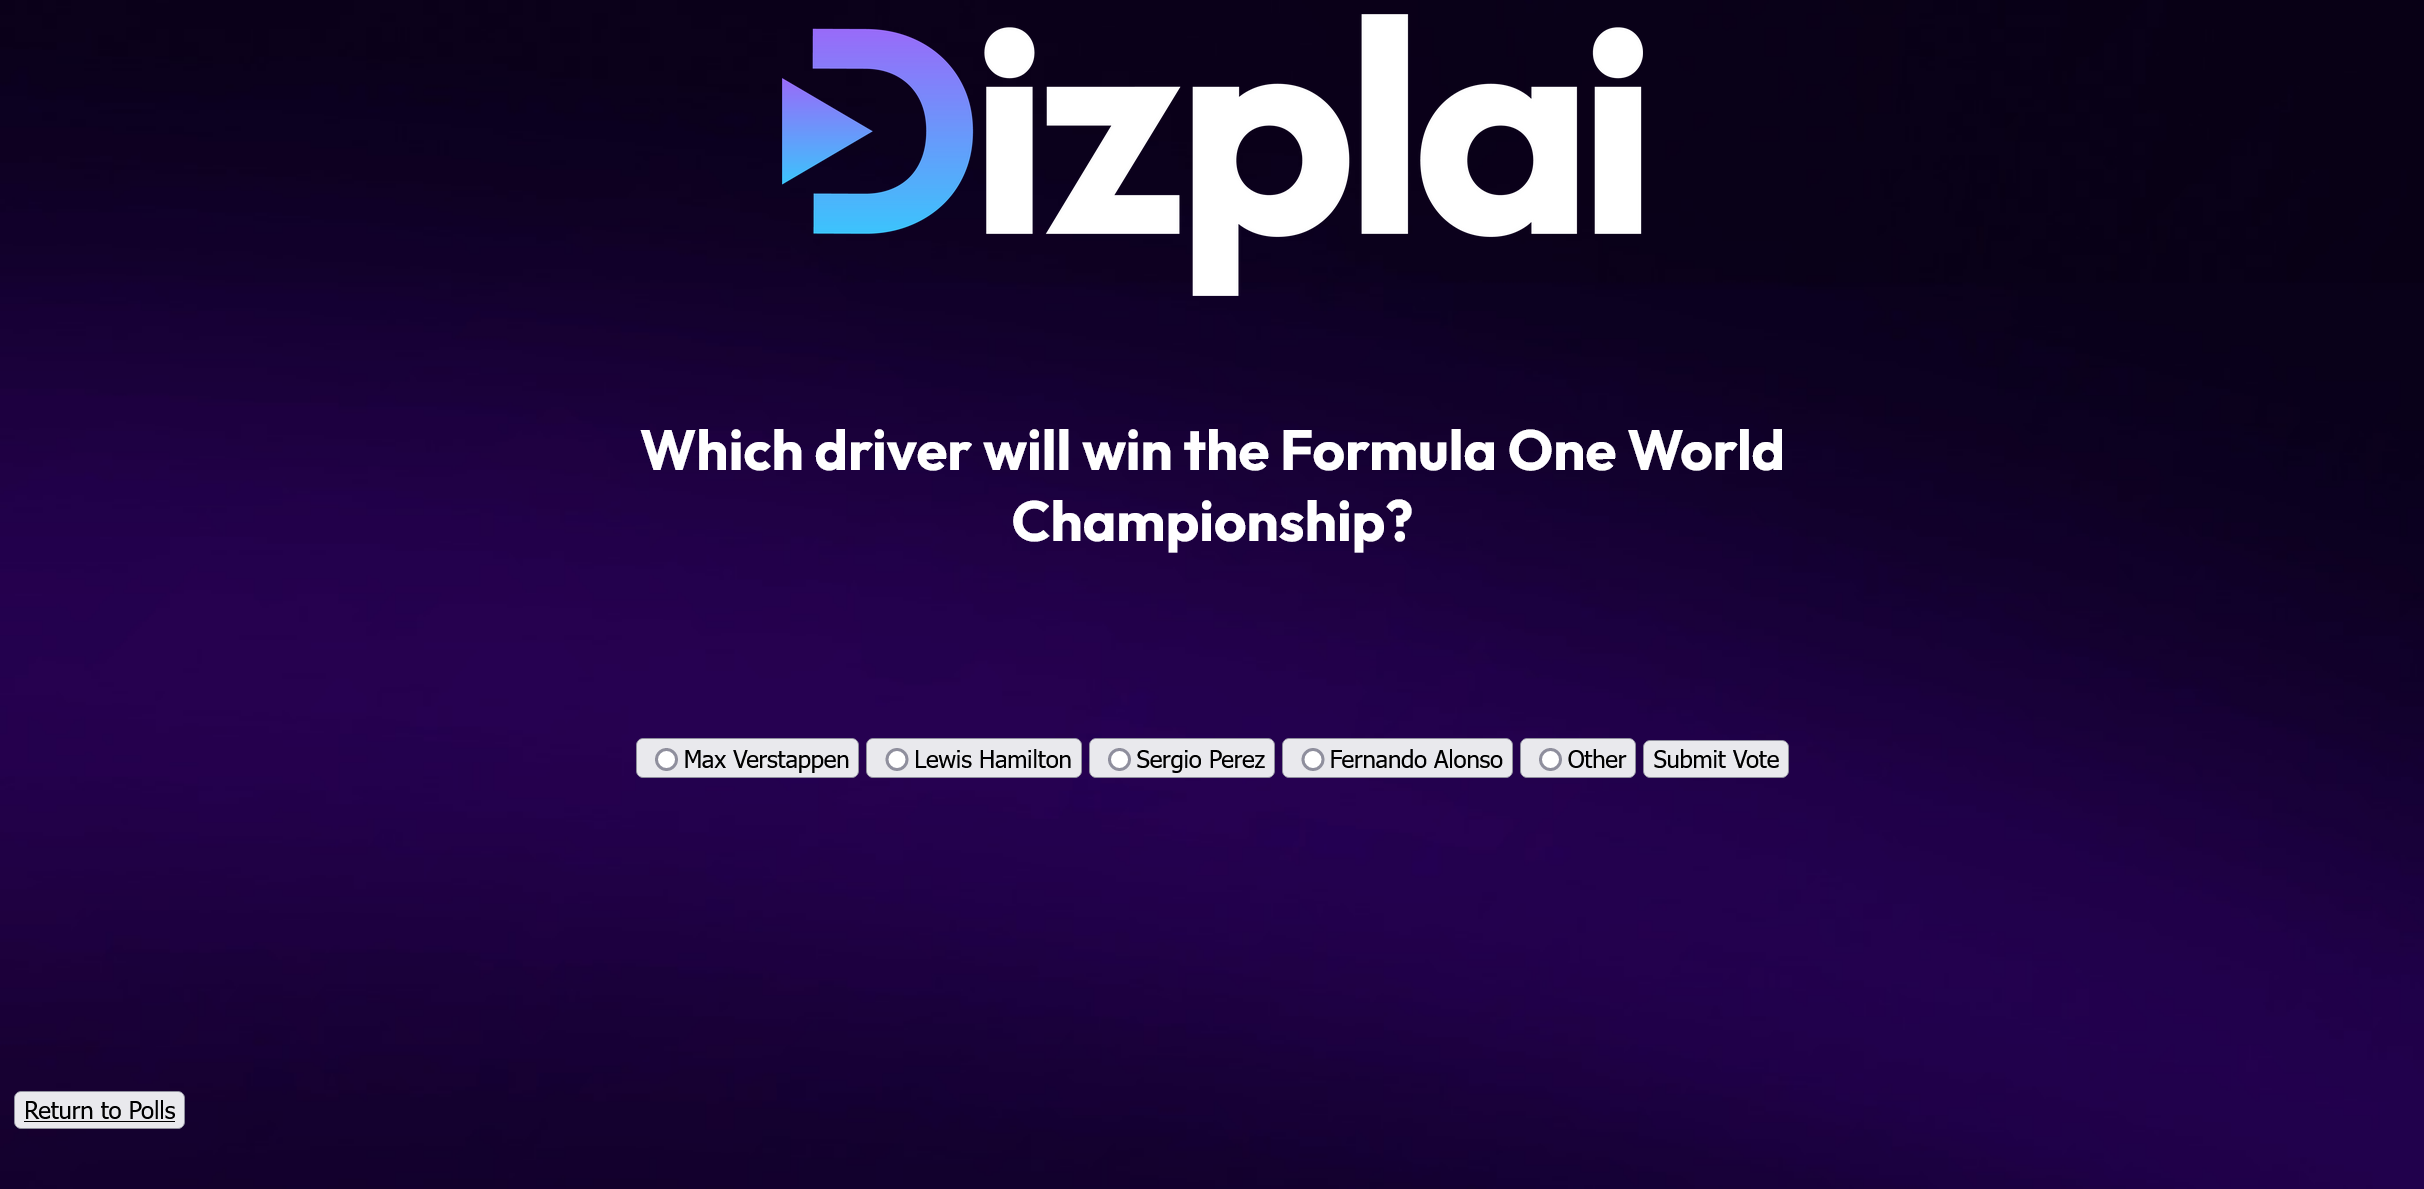 Dizplai
Which driver will win the Formula One World
Championship?
Max Verstappen Lewis Hamilton Sergio Perez Fernando Alonso Other Submit Vote
Return to Polls